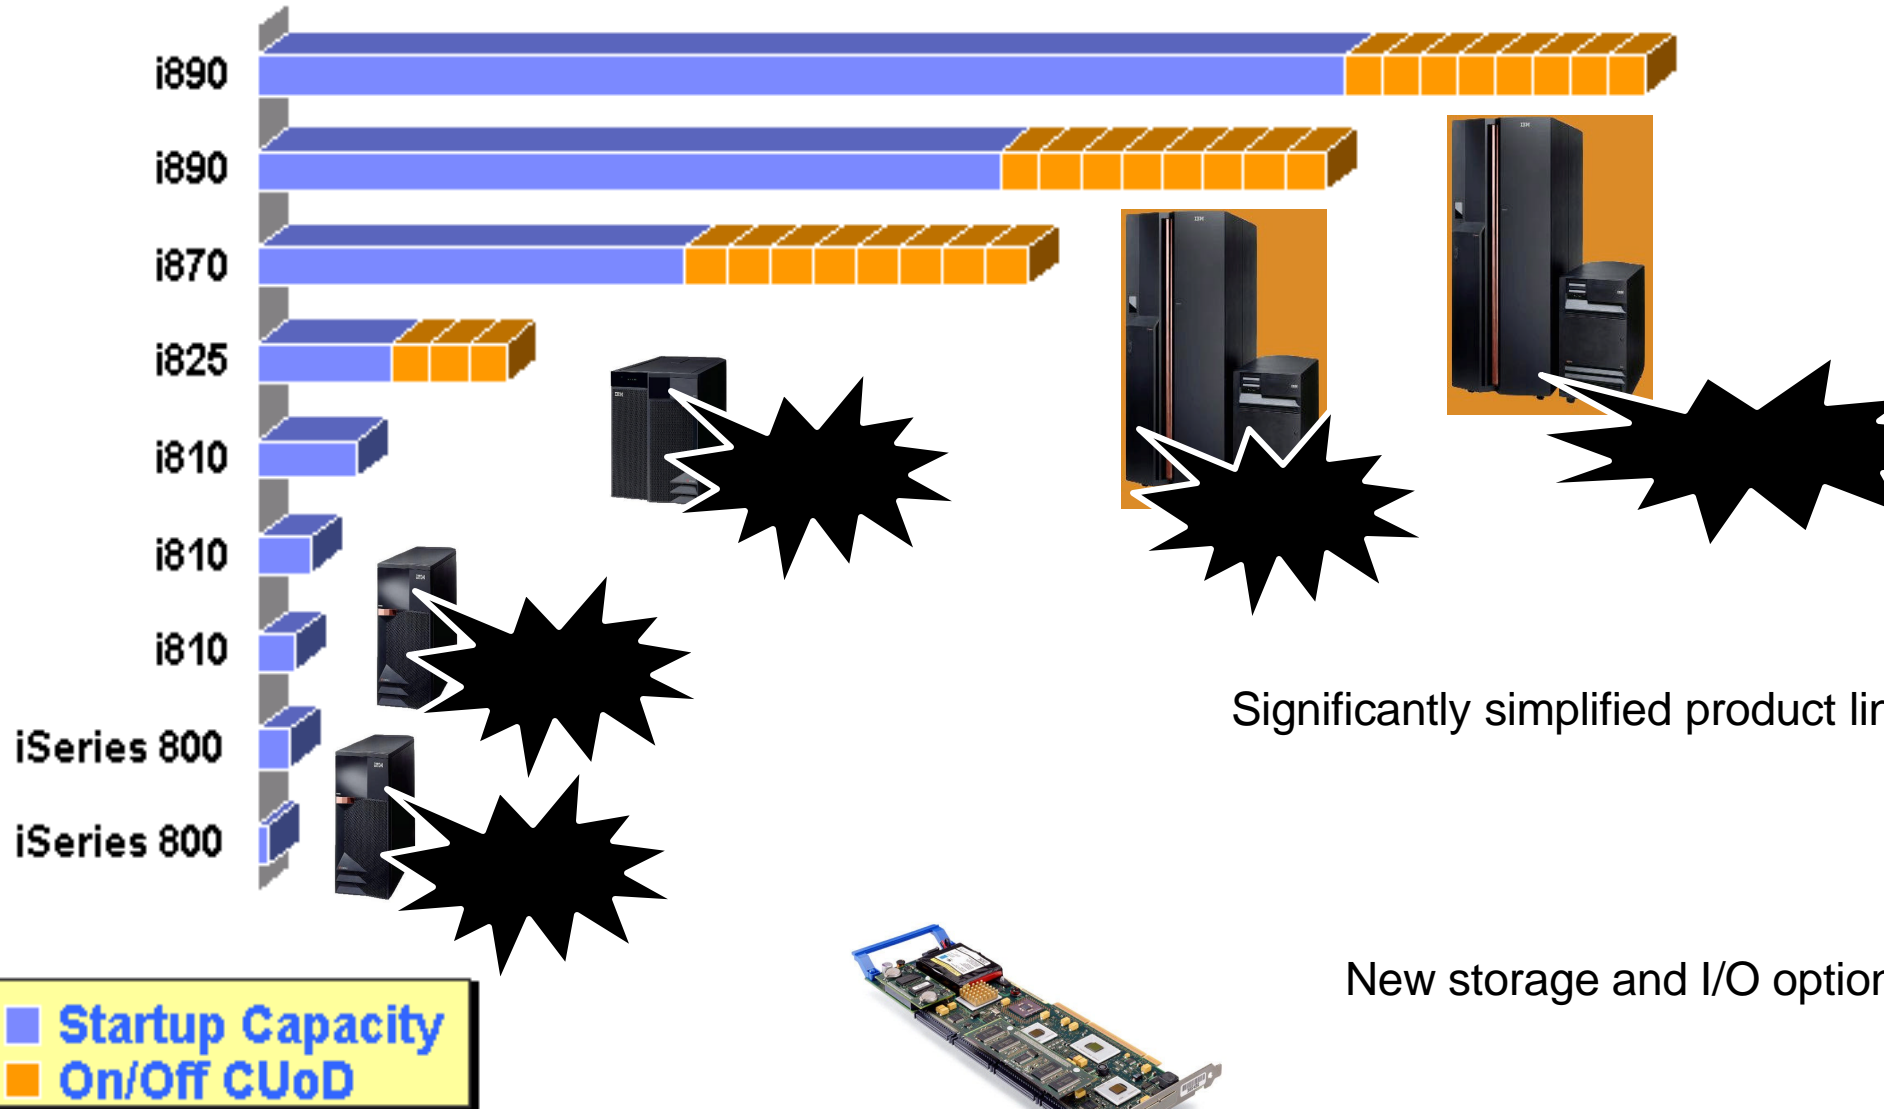 i890
i890
i870
i825
i810
i810
i810
iSeries 800
iSeries 800
Significantly simplified product lin
New storage and I/O option
Startup Capacity
On/Off CUoD